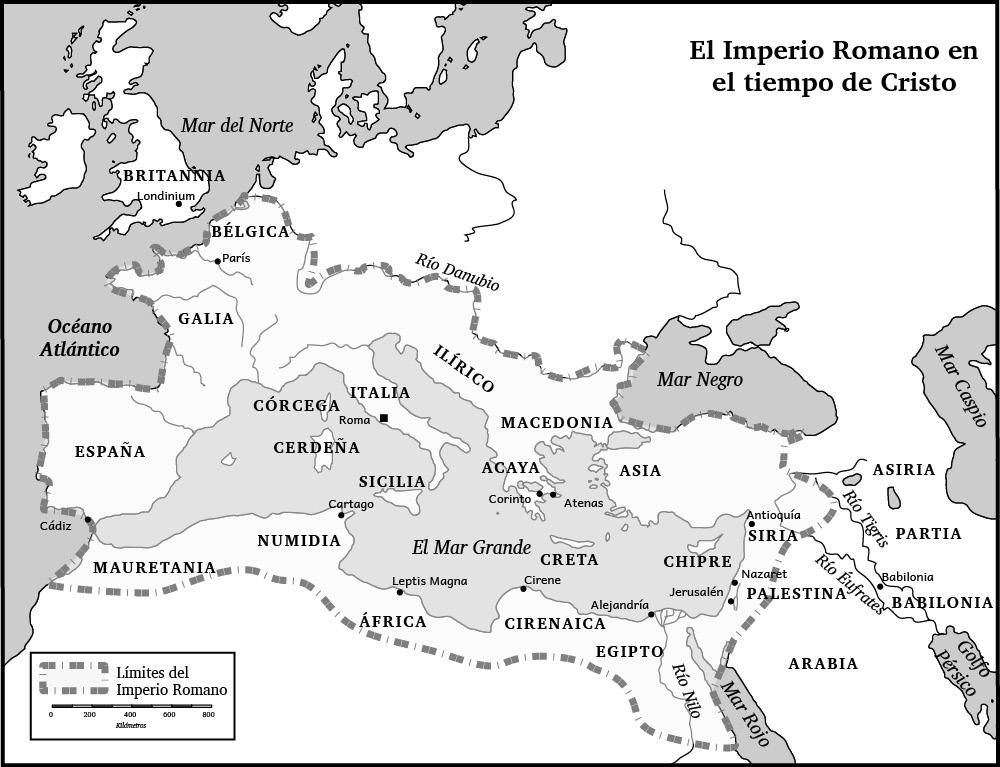 El Imperio Romano en
el tiempo de Cristo
Mar del Norte
BRITANNIA
Londinium
BÉLGICA
París
Río Danubio
GALIA
Océano
Atlántico
ILÍRICO
Mar Negro
Mar Caspio
ITALIA
CÓRCEGA
Roma
MACEDONIA
CERDEÑA
ESPAÑA
ACAYA
ASIA
ASIRIA
SICILIA
Corinto
Atenas
Cartago
Cádiz
Antioquía
Río Tigris
SIRIA
PARTIA
NUMIDIA
El Mar Grande
CRETA
CHIPRE
MAURETANIA
Leptis Magna
Cirene
Nazaret
Río Éufrates
Babilonia
Jerusalén
PALESTINA
BABILONIA
Alejandría
ÁFRICA
CIRENAICA
EGIPTO
ARABIA
Golfo
Pérsico
Río Nilo
Mar Rojo
Límites del
Imperio Romano
0 200 400 600 800
Kilómetros